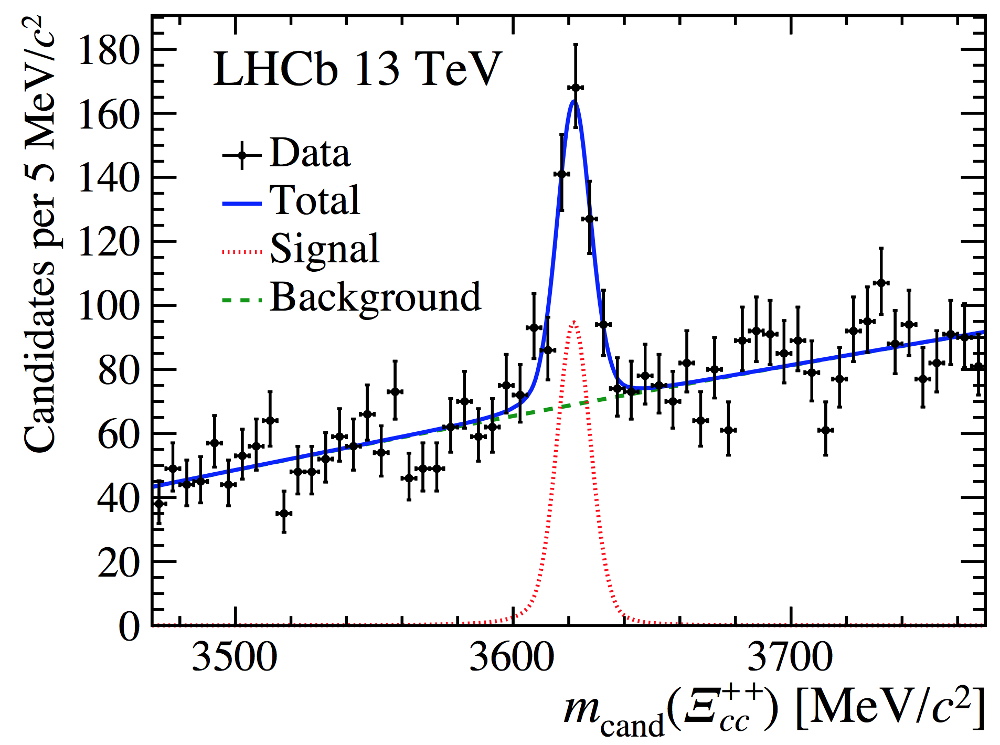 Candidates per 5 MeV/c²
180
160
140
120
100
80
60
40
20
0
LHCb 13 TeV
Data
Total
Signal
Background
3500
3600
3700
m_cand(Ξ_cc^++) [MeV/c²]